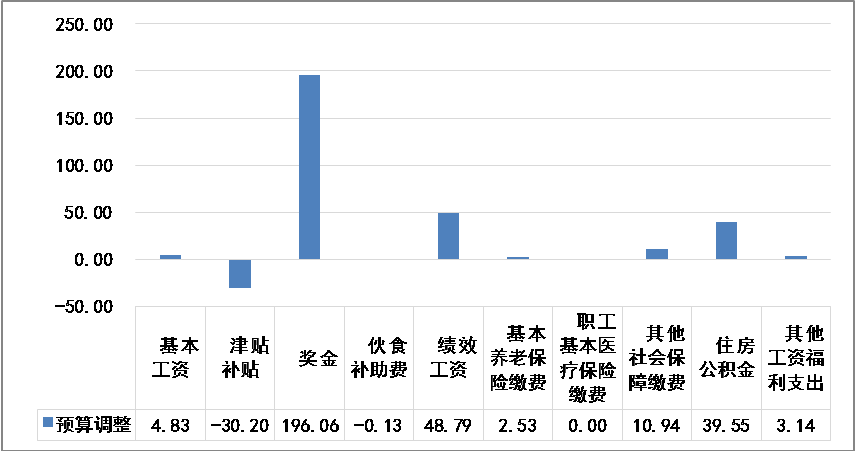 250.00
200.00
150.00
100.00
50.00
0.00
-50.00
基本
工资
津贴
补贴
奖金
伙食
补助费
绩效
工资
基本
养老保
险缴费
职工
基本医
疗保险
缴费
其他
社会保
障缴费
住房
公积金
其他
工资福
利支出
预算调整 4.83 -30.20 196.06 -0.13 48.79 2.53 0.00 10.94 39.55 3.14